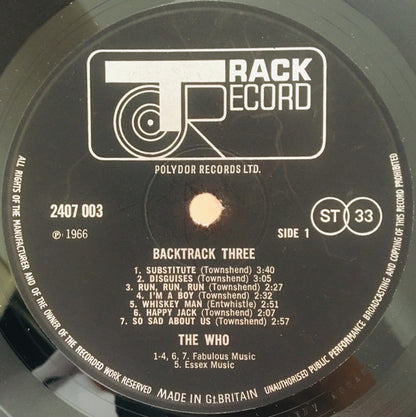 TRACK
RECORD
POLYDOR RECORDS LTD.
2407 003
℗ 1966
SIDE 1
ST 33
BACKTRACK THREE
1. SUBSTITUTE (Townshend) 3:40
2. DISGUISES (Townshend) 3:05
3. RUN, RUN, RUN (Townshend) 2:27
4. I'M A BOY (Townshend) 2:32
5. WHISKEY MAN (Entwhistle) 2:52
6. HAPPY JACK (Townshend) 2:07
7. SO SAD ABOUT US (Townshend) 2:57
THE WHO
1-4, 6, 7. Fabulous Music
5. Essex Music
ALL RIGHTS OF THE MANUFACTURER AND OF THE OWNER OF THE RECORDED WORK RESERVED
MADE IN Gt.BRITAIN
UNAUTHORISED PUBLIC PERFORMANCE BROADCASTING AND COPYING OF THIS RECORD PROHIBITED